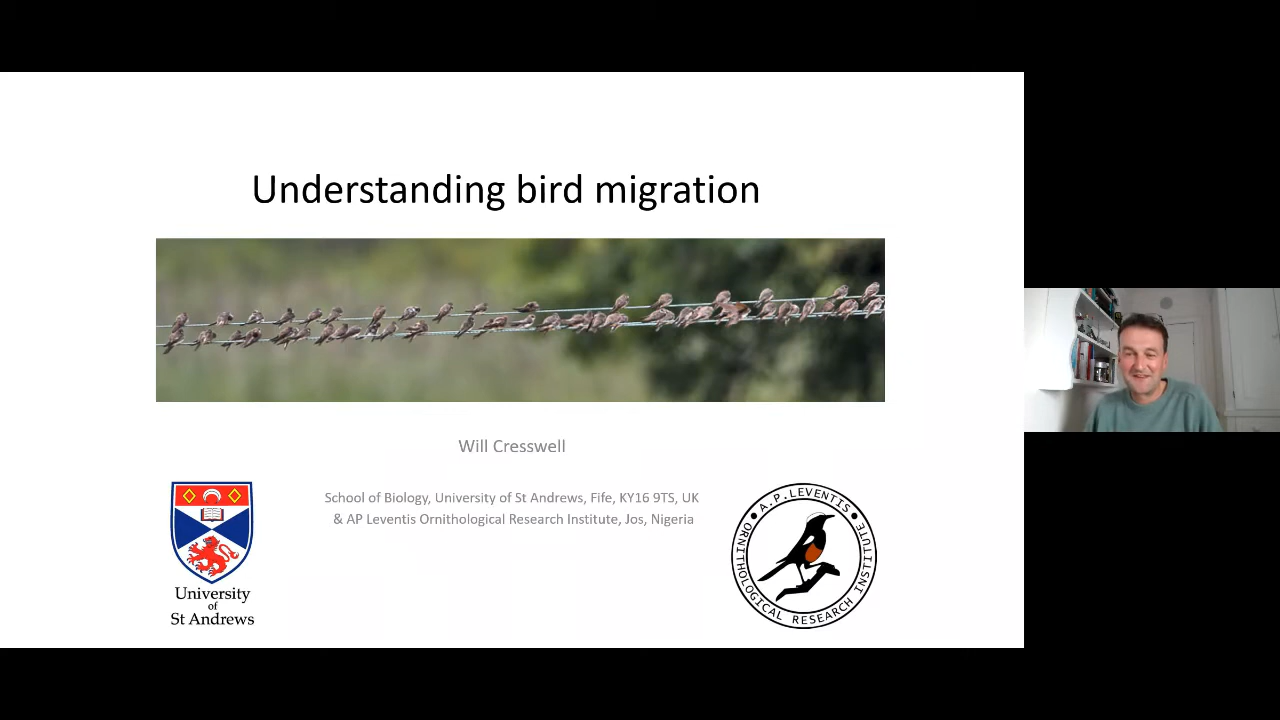 Understanding bird migration
Will Cresswell
School of Biology, University of St Andrews, Fife, KY16 9TS, UK
& AP Leventis Ornithological Research Institute, Jos, Nigeria
University
of
St Andrews
A.P.LEVENTIS
ORNITHOLOGICAL RESEARCH INSTITUTE